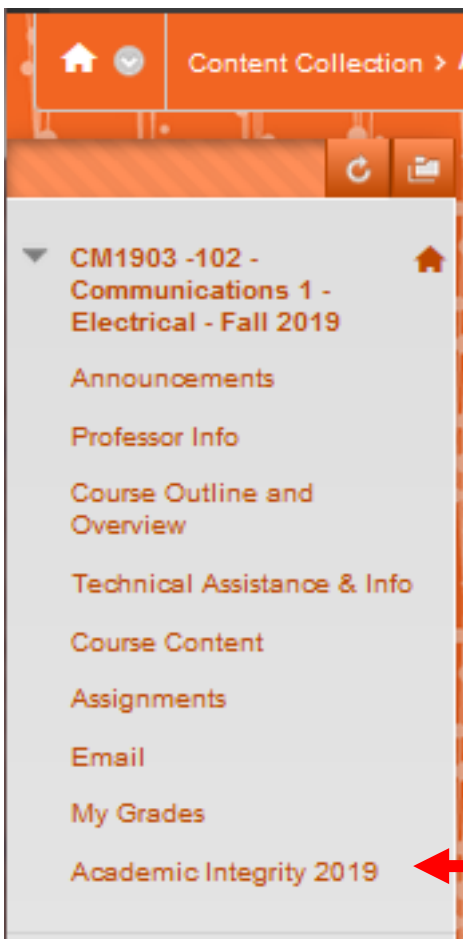 Content Collection >
CM1903 -102 -
Communications 1 -
Electrical - Fall 2019
Announcements
Professor Info
Course Outline and
Overview
Technical Assistance & Info
Course Content
Assignments
Email
My Grades
Academic Integrity 2019